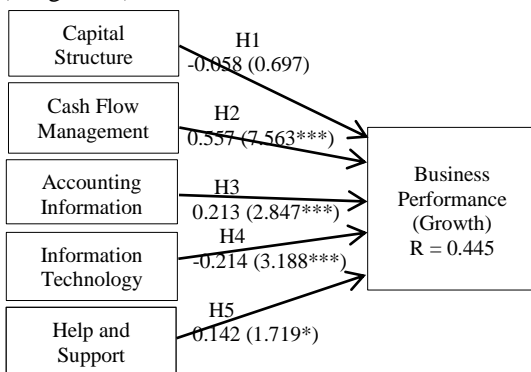 Capital
Structure
H1
-0.058 (0.697)
Cash Flow
Management
H2
0.557 (7.563***)
Accounting
Information
H3
0.213 (2.847***)
Information
Technology
H4
-0.214 (3.188***)
Help and
Support
H5
0.142 (1.719*)
Business
Performance
(Growth)
R = 0.445